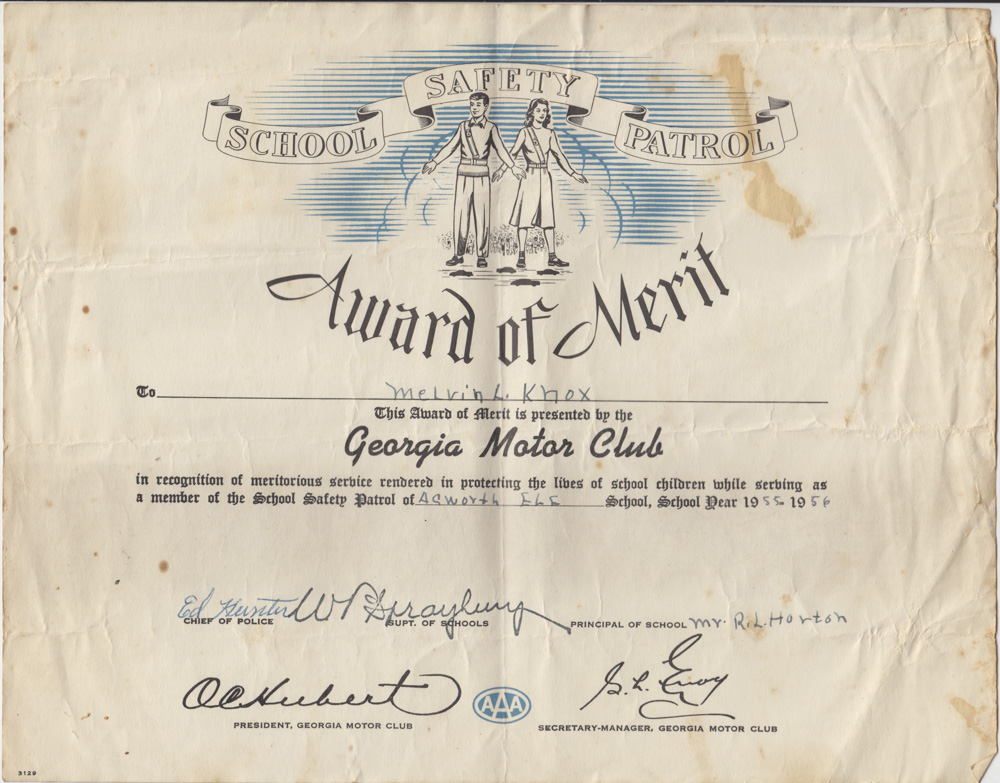 SCHOOL SAFETY PATROL
Award of Merit
To Melvin L. Knox
This Award of Merit is presented by the
Georgia Motor Club
in recognition of meritorious service rendered in protecting the lives of school children while serving as
a member of the School Safety Patrol of Acworth ELE School, School Year 1955 1956
Ed Hunter W P Sprayberry Mr. R.L. Horton
CHIEF OF POLICE SUPT. OF SCHOOLS PRINCIPAL OF SCHOOL
O C Hubert AAA
PRESIDENT, GEORGIA MOTOR CLUB SECRETARY-MANAGER, GEORGIA MOTOR CLUB
3129